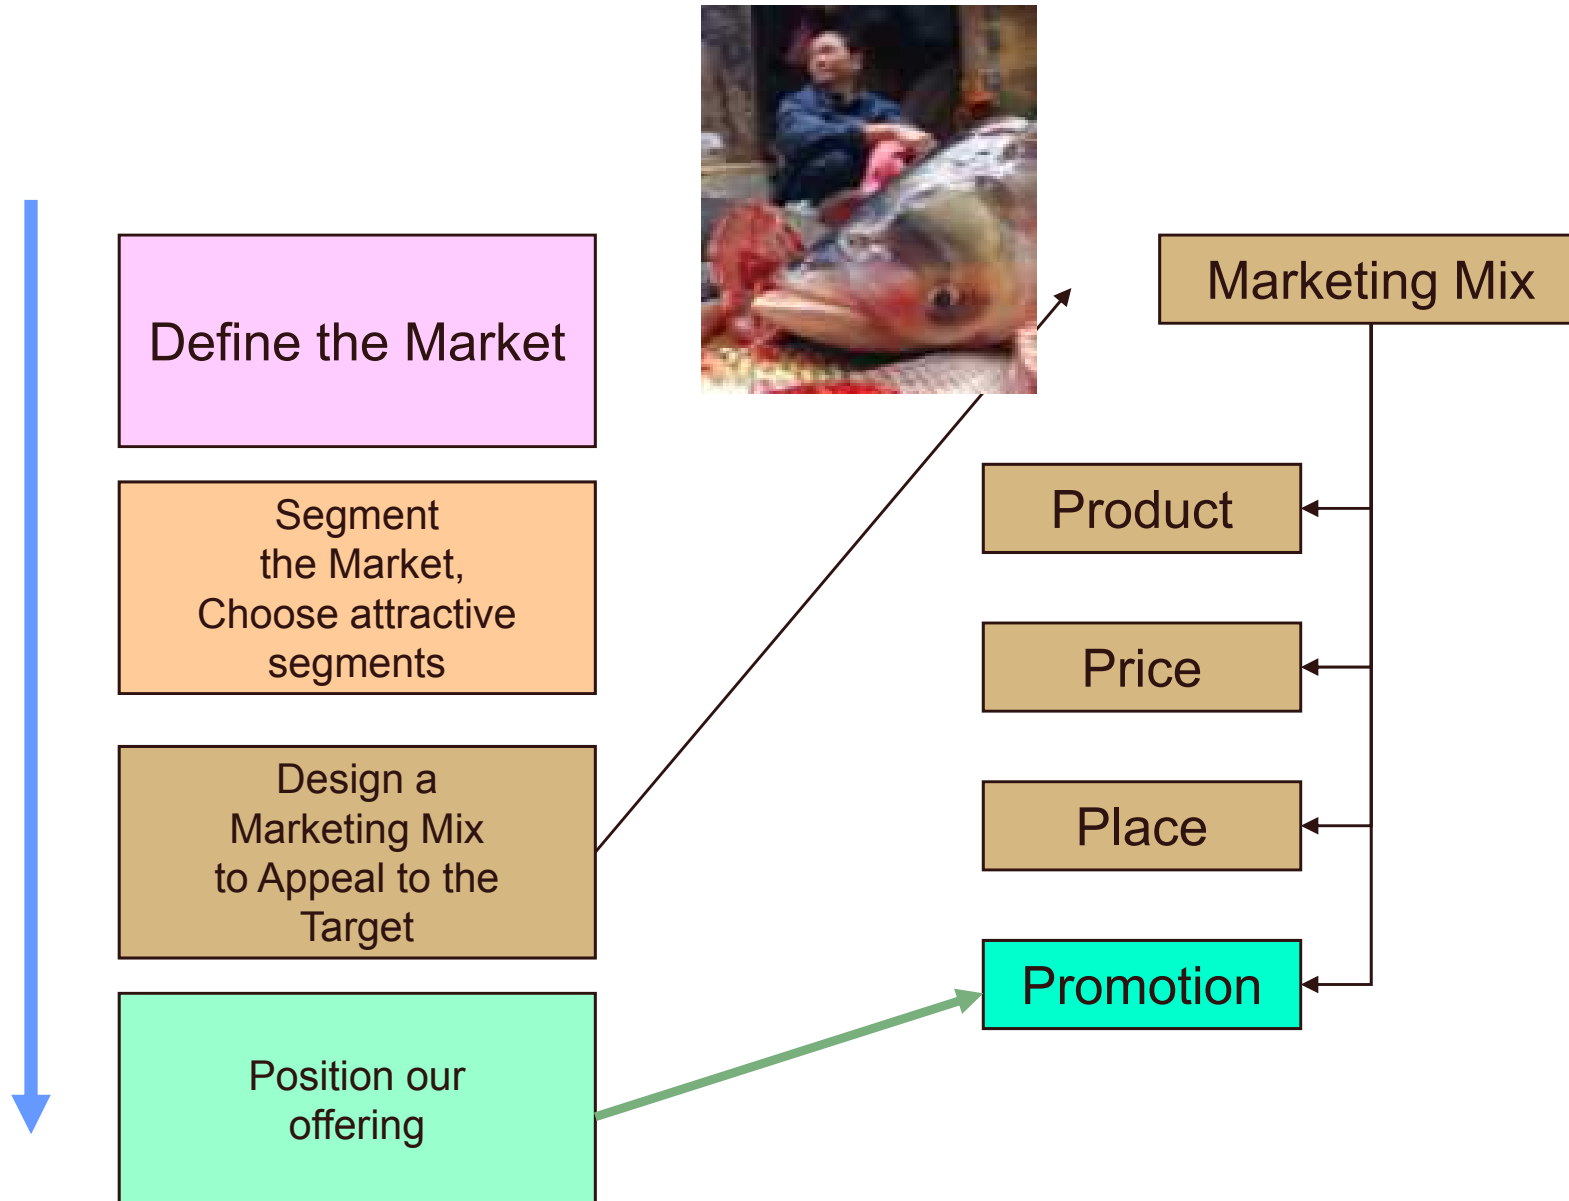 Define the Market
Segment
the Market,
Choose attractive
segments
Design a
Marketing Mix
to Appeal to the
Target
Position our
offering
Marketing Mix
Product
Price
Place
Promotion